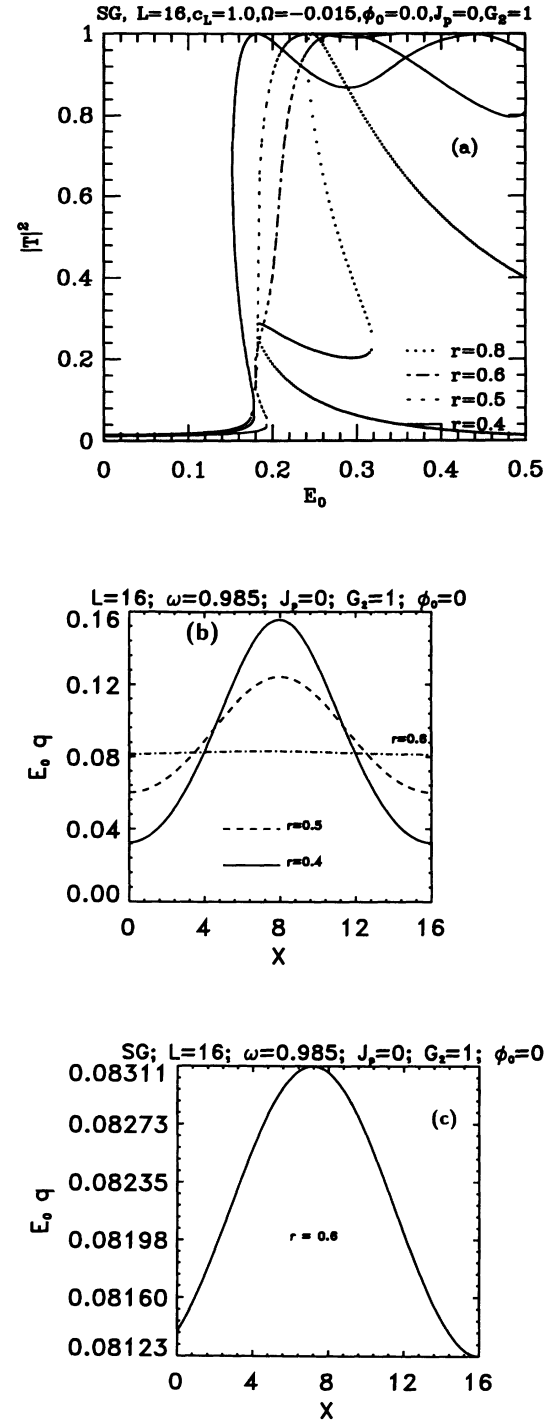 SG, L=16,c_L=1.0,Ω=−0.015,ϕ_0=0.0,J_p=0,G_2=1
1
0.8
0.6
0.4
0.2
0
|T|^2
(a)
r=0.8
r=0.6
r=0.5
r=0.4
0 0.1 0.2 0.3 0.4 0.5
E_0
L=16; ω=0.985; J_p=0; G_2=1; ϕ_0=0
0.16
0.12
0.08
0.04
0.00
E_0 q
(b)
r=0.6
r=0.5
r=0.4
0 4 8 12 16
X
SG; L=16; ω=0.985; J_p=0; G_2=1; ϕ_0=0
0.08311
0.08273
0.08235
0.08198
0.08160
0.08123
E_0 q
(c)
r = 0.6
0 4 8 12 16
X